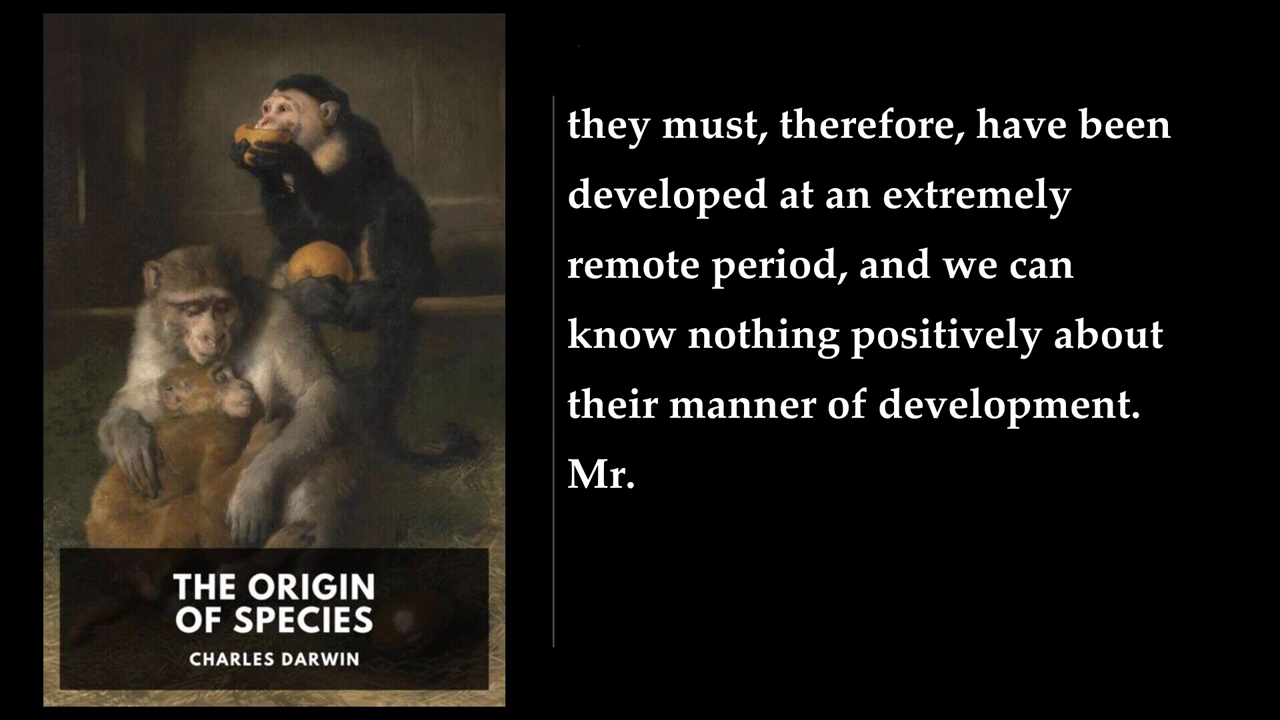 they must, therefore, have been
developed at an extremely
remote period, and we can
know nothing positively about
their manner of development.
Mr.
THE ORIGIN
OF SPECIES
CHARLES DARWIN